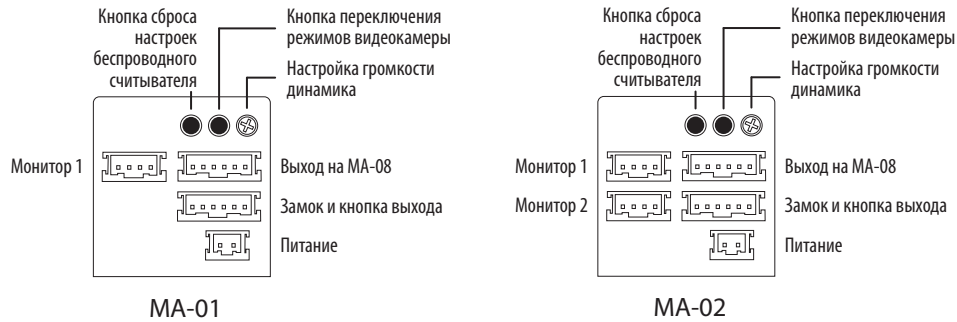 Кнопка сброса
настроек
беспроводного
считывателя
Кнопка переключения
режимов видеокамеры
Настройка громкости
динамика
Монитор 1
Выход на МА-08
Замок и кнопка выхода
Питание
МА-01
Кнопка сброса
настроек
беспроводного
считывателя
Кнопка переключения
режимов видеокамеры
Настройка громкости
динамика
Монитор 1
Монитор 2
Выход на МА-08
Замок и кнопка выхода
Питание
МА-02